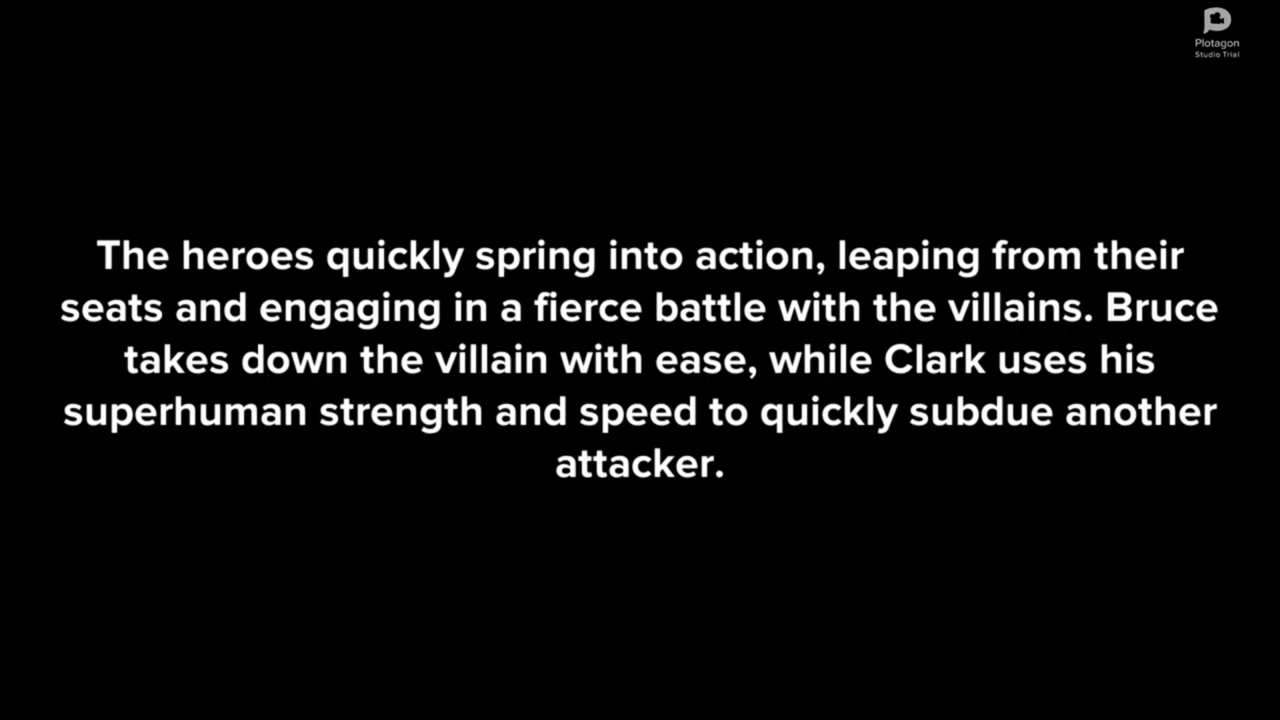 Plotagon
Studio Trial
The heroes quickly spring into action, leaping from their
seats and engaging in a fierce battle with the villains. Bruce
takes down the villain with ease, while Clark uses his
superhuman strength and speed to quickly subdue another
attacker.